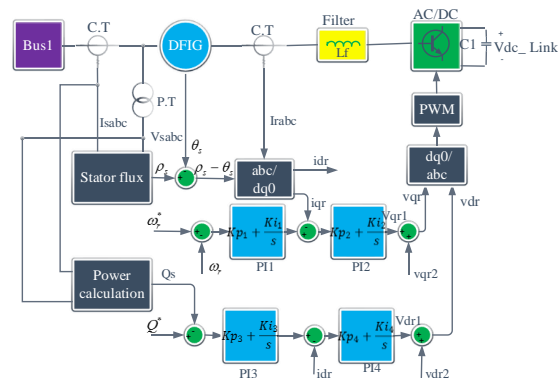 Bus1
C.T
DFIG
C.T
Filter
Lf
AC/DC
C1
Vdc_ Link
P.T
Isabc
Vsabc
Irabc
PWM
θs
Stator flux
ρs
ρs − θs
abc/
dq0
idr
dq0/
abc
iqr
vqr
vdr
ωr*
Kp1 + Ki1/s
Kp2 + Ki2/s
Vqr1
ωr
PI1
PI2
vqr2
Power
calculation
Qs
Q*
Kp3 + Ki3/s
Kp4 + Ki4/s
Vdr1
PI3
idr
PI4
vdr2